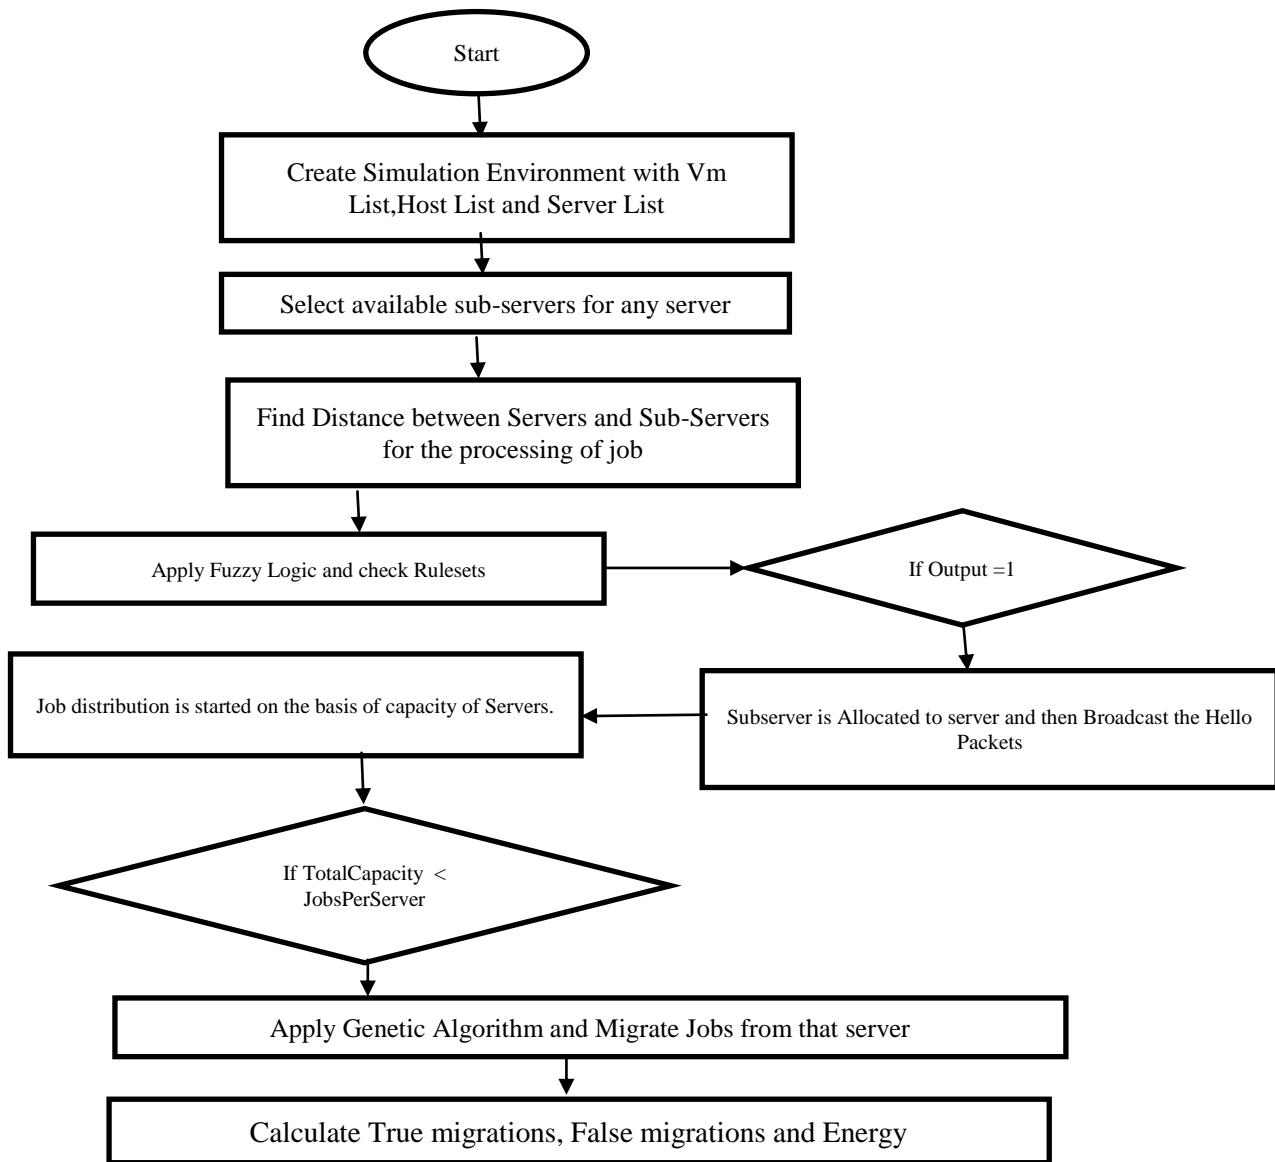 Start
Create Simulation Environment with Vm
List,Host List and Server List
Select available sub-servers for any server
Find Distance between Servers and Sub-Servers
for the processing of job
Apply Fuzzy Logic and check Rulesets
If Output =1
Job distribution is started on the basis of capacity of Servers.
Subserver is Allocated to server and then Broadcast the Hello
Packets
If TotalCapacity <
JobsPerServer
Apply Genetic Algorithm and Migrate Jobs from that server
Calculate True migrations, False migrations and Energy